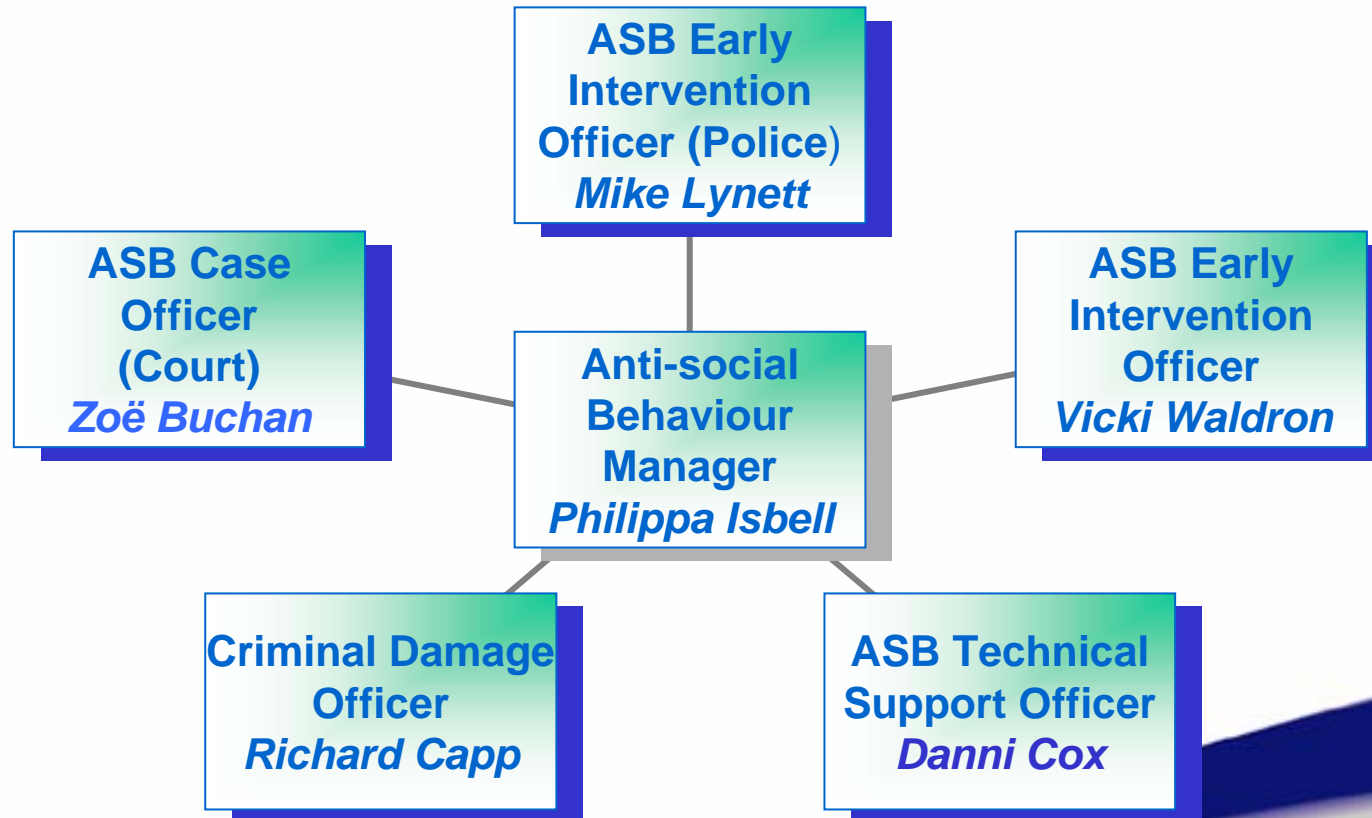 ASB Early
Intervention
Officer (Police)
Mike Lynett
ASB Case
Officer
(Court)
Zoë Buchan
Anti-social
Behaviour
Manager
Philippa Isbell
ASB Early
Intervention
Officer
Vicki Waldron
Criminal Damage
Officer
Richard Capp
ASB Technical
Support Officer
Danni Cox